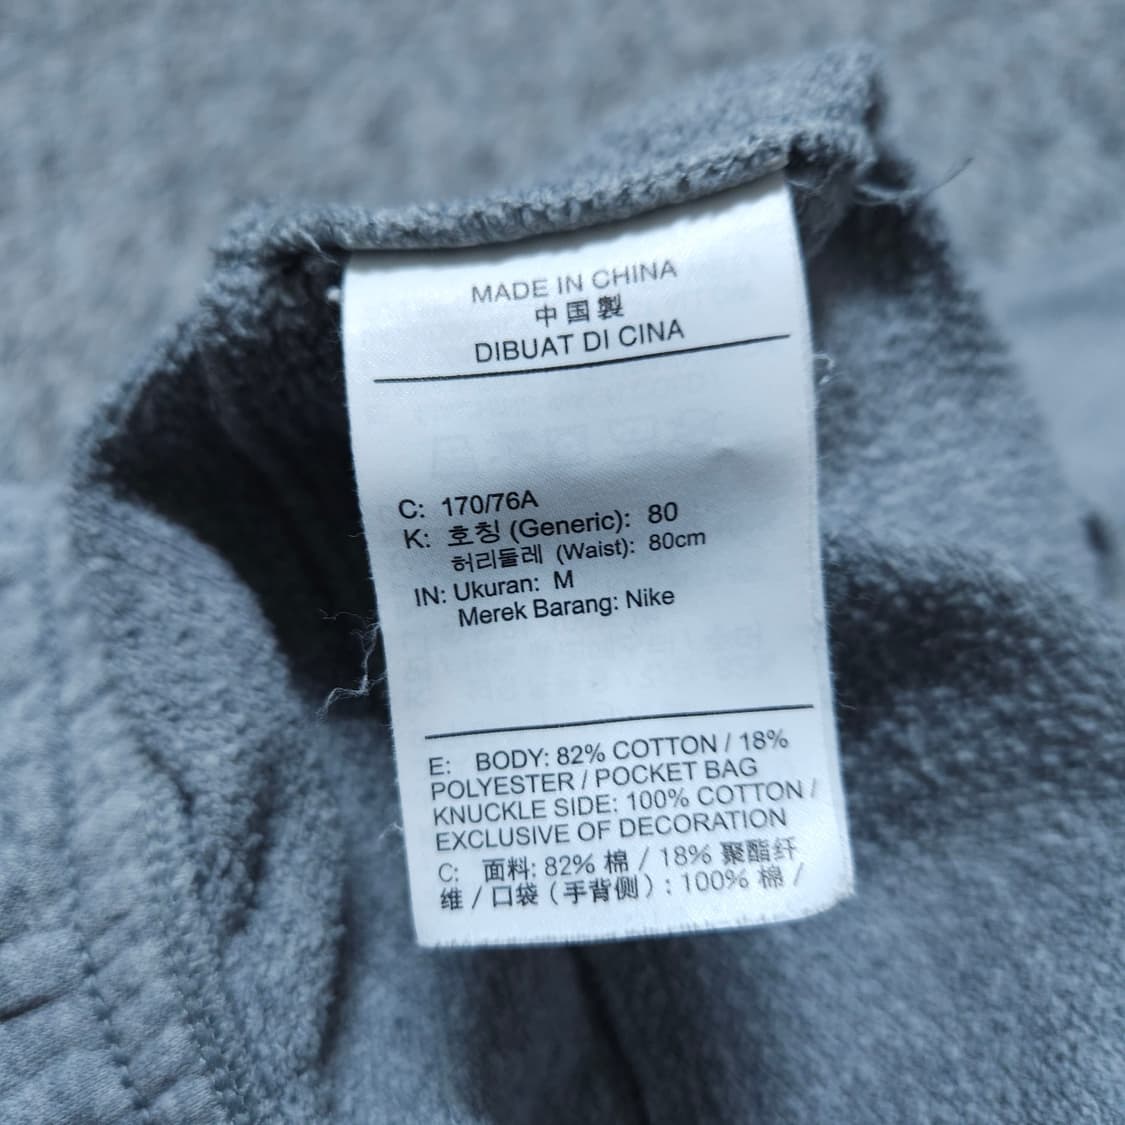 MADE IN CHINA
中国製
DIBUAT DI CINA
C: 170/76A
K: 호칭 (Generic): 80
허리둘레 (Waist): 80cm
IN: Ukuran: M
Merek Barang: Nike
E: BODY: 82% COTTON / 18%
POLYESTER / POCKET BAG
KNUCKLE SIDE: 100% COTTON /
EXCLUSIVE OF DECORATION
C: 面料: 82% 棉 / 18% 聚酯纤
维 / 口袋 (手背侧) : 100% 棉 /